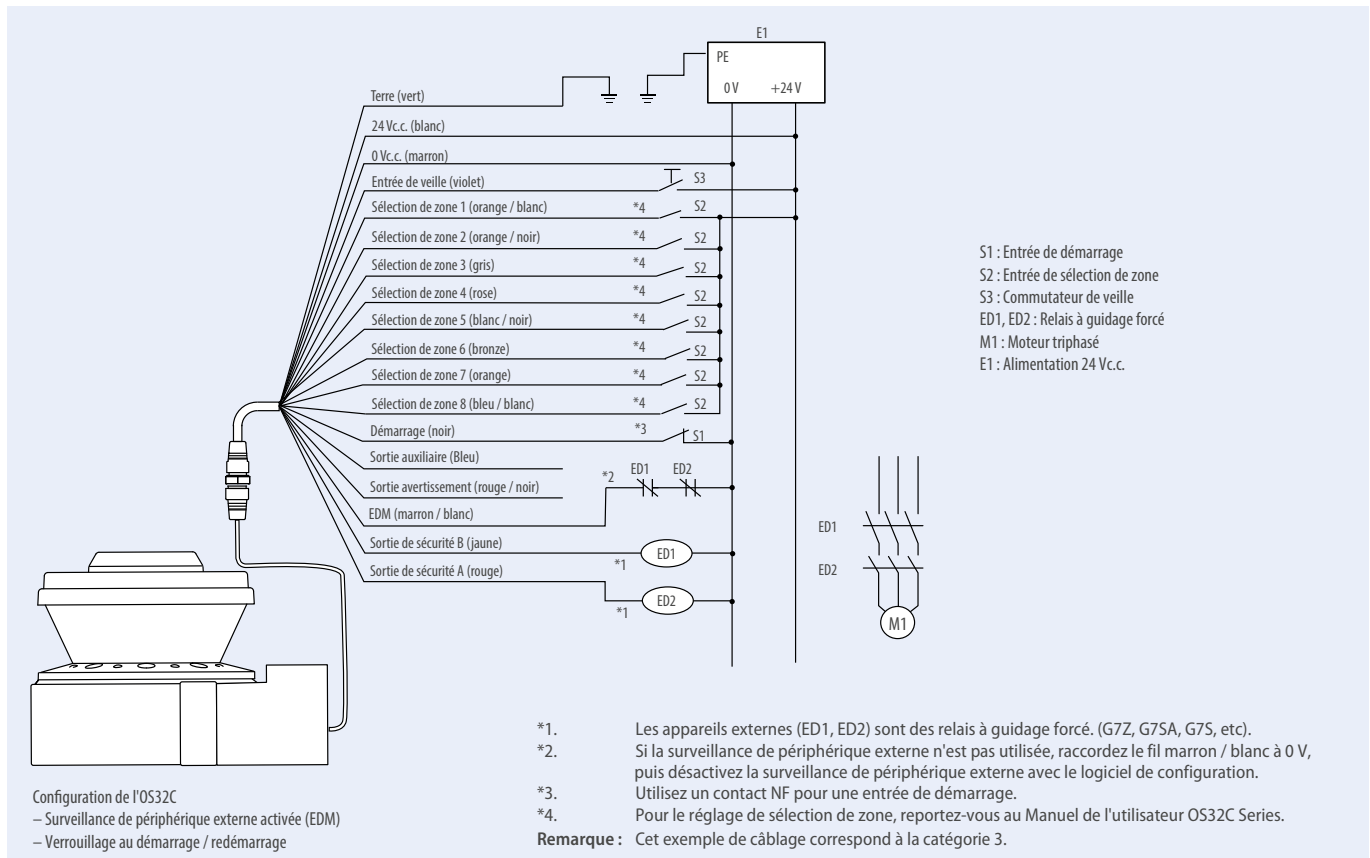 E1
PE
0 V +24 V
Terre (vert)
24 Vc.c. (blanc)
0 Vc.c. (marron)
Entrée de veille (violet) S3
Sélection de zone 1 (orange / blanc) *4 S2
Sélection de zone 2 (orange / noir) *4 S2
Sélection de zone 3 (gris) *4 S2
Sélection de zone 4 (rose) *4 S2
Sélection de zone 5 (blanc / noir) *4 S2
Sélection de zone 6 (bronze) *4 S2
Sélection de zone 7 (orange) *4 S2
Sélection de zone 8 (bleu / blanc) *4 S2
Démarrage (noir) *3 S1
Sortie auxiliaire (Bleu)
Sortie avertissement (rouge / noir)
*2 ED1 ED2
EDM (marron / blanc)
Sortie de sécurité B (jaune) *1 ED1
Sortie de sécurité A (rouge) *1 ED2
S1 : Entrée de démarrage
S2 : Entrée de sélection de zone
S3 : Commutateur de veille
ED1, ED2 : Relais à guidage forcé
M1 : Moteur triphasé
E1 : Alimentation 24 Vc.c.
ED1
ED2
M1
Configuration de l'OS32C
– Surveillance de périphérique externe activée (EDM)
– Verrouillage au démarrage / redémarrage
*1. Les appareils externes (ED1, ED2) sont des relais à guidage forcé. (G7Z, G7SA, G7S, etc).
*2. Si la surveillance de périphérique externe n'est pas utilisée, raccordez le fil marron / blanc à 0 V,
puis désactivez la surveillance de périphérique externe avec le logiciel de configuration.
*3. Utilisez un contact NF pour une entrée de démarrage.
*4. Pour le réglage de sélection de zone, reportez-vous au Manuel de l'utilisateur OS32C Series.
Remarque : Cet exemple de câblage correspond à la catégorie 3.